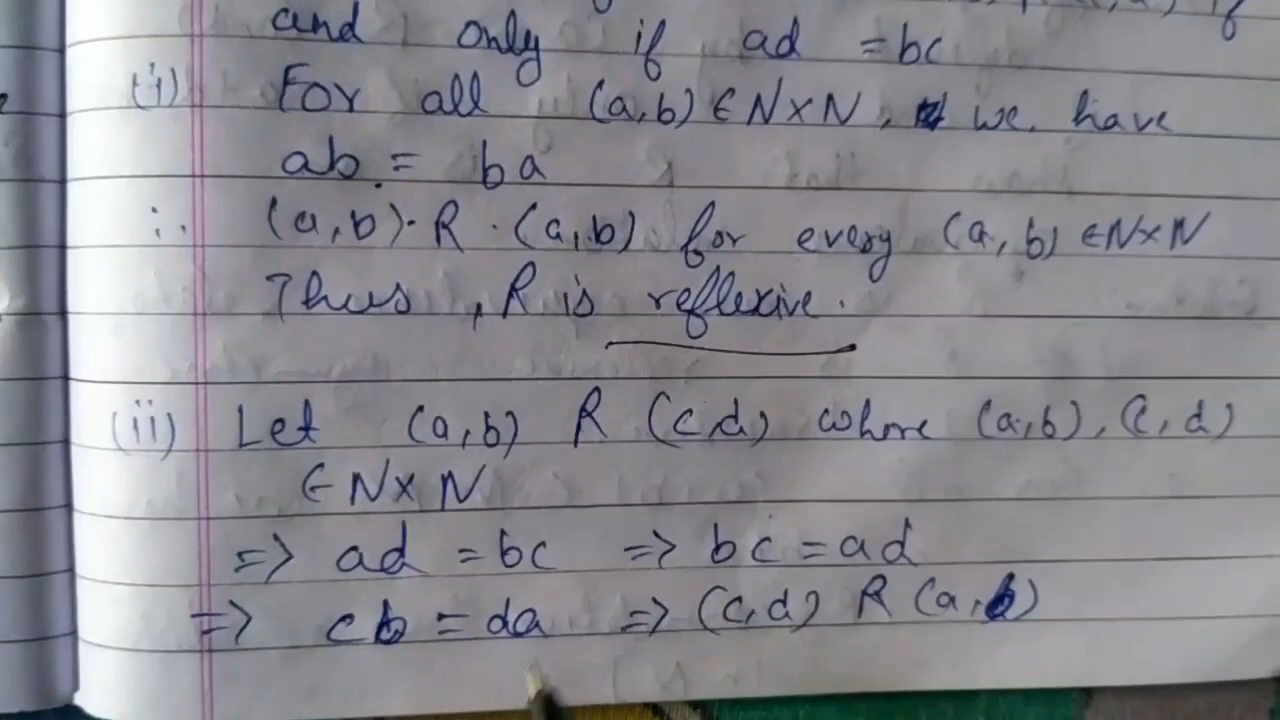 if
and only if ad = bc
(i) For all (a,b) ∈ N×N, we have
ab = ba
∴ (a,b)·R·(a,b) for every (a,b) ∈ N×N
Thus, R is reflexive.
(ii) Let (a,b) R (c,d) where (a,b), (c,d)
∈ N×N
=> ad = bc => bc = ad
=> cb = da => (c,d) R (a,b)